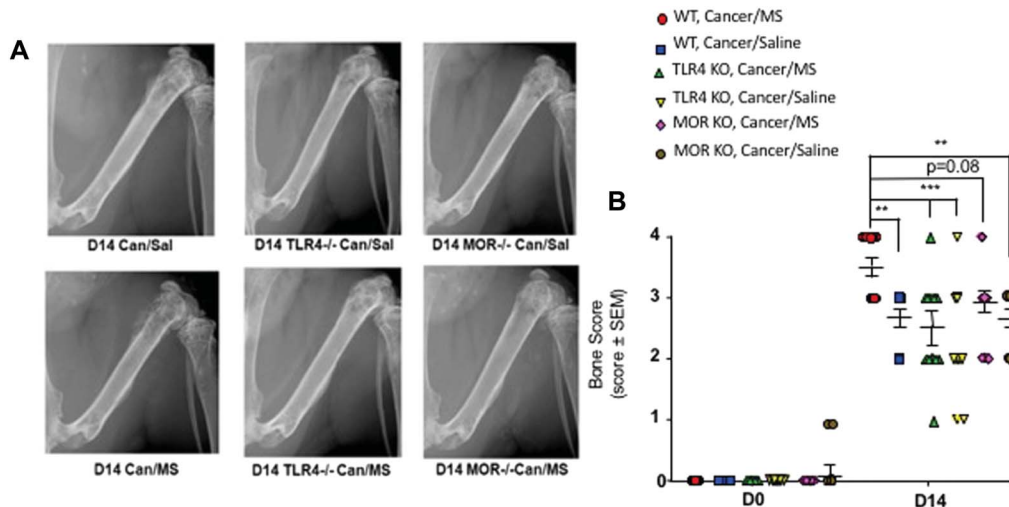 A
D14 Can/Sal
D14 TLR4-/- Can/Sal
D14 MOR-/- Can/Sal
D14 Can/MS
D14 TLR4-/- Can/MS
D14 MOR-/-Can/MS
WT, Cancer/MS
WT, Cancer/Saline
TLR4 KO, Cancer/MS
TLR4 KO, Cancer/Saline
MOR KO, Cancer/MS
MOR KO, Cancer/Saline
B
**
p=0.08
***
**
Bone Score
(score ± SEM)
4
3
2
1
0
D0
D14